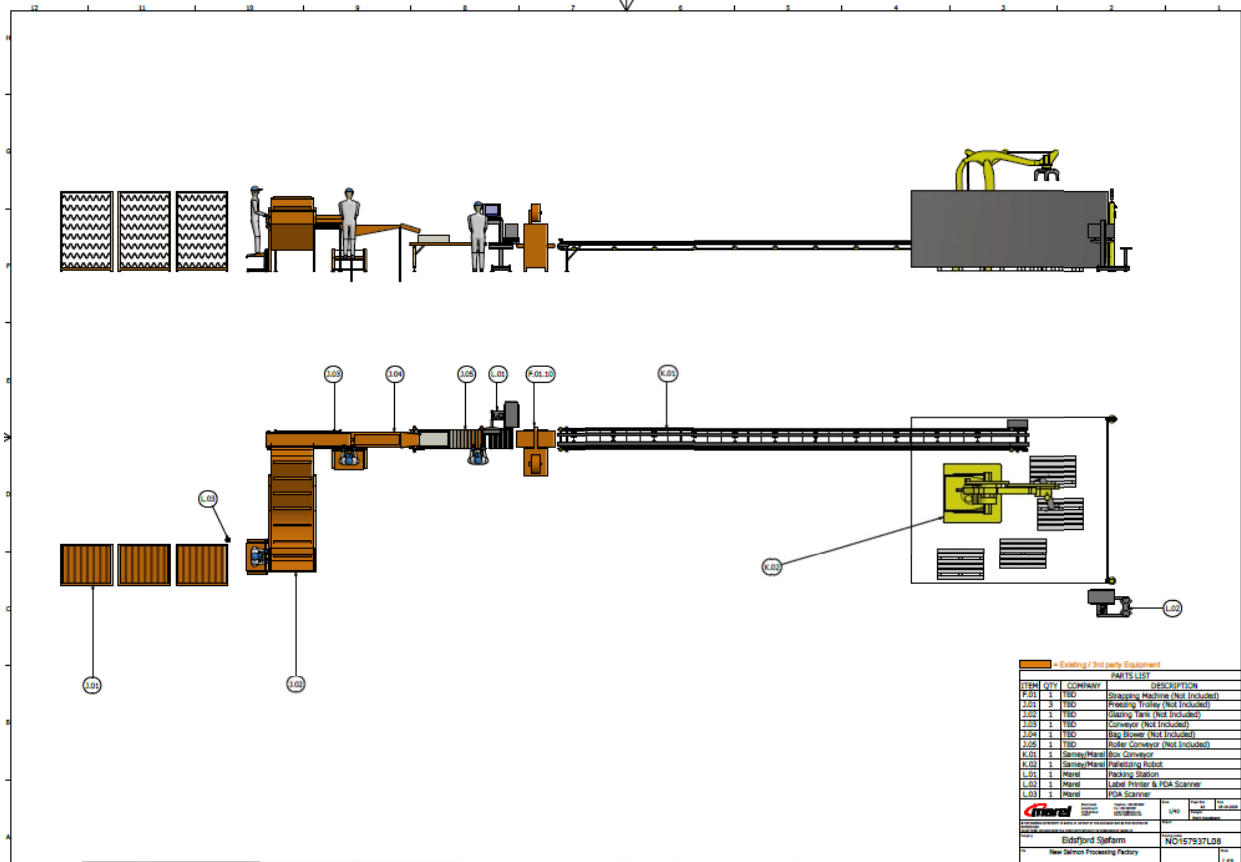 12 11 10 9 8 7 6 5 4 3 2 1
H
G
F
E
J.03 J.04 J.05 L.01 F.01.10 K.01
D
L.03
K.02
C
L.02
J.01 J.02
B
A
= Existing / 3rd party Equipment
PARTS LIST
ITEM QTY COMPANY DESCRIPTION
F.01 1 TBD Strapping Machine (Not Included)
J.01 3 TBD Freezing Trolley (Not Included)
J.02 1 TBD Glazing Tank (Not Included)
J.03 1 TBD Conveyor (Not Included)
J.04 1 TBD Bag Blower (Not Included)
J.05 1 TBD Roller Conveyor (Not Included)
K.01 1 Samey/Marel Box Conveyor
K.02 1 Samey/Marel Palletizing Robot
L.01 1 Marel Packing Station
L.02 1 Marel Label Printer & PDA Scanner
L.03 1 Marel PDA Scanner
marel
1/40
Eidsfjord Sjøfarm
NO157937L08
New Salmon Processing Factory